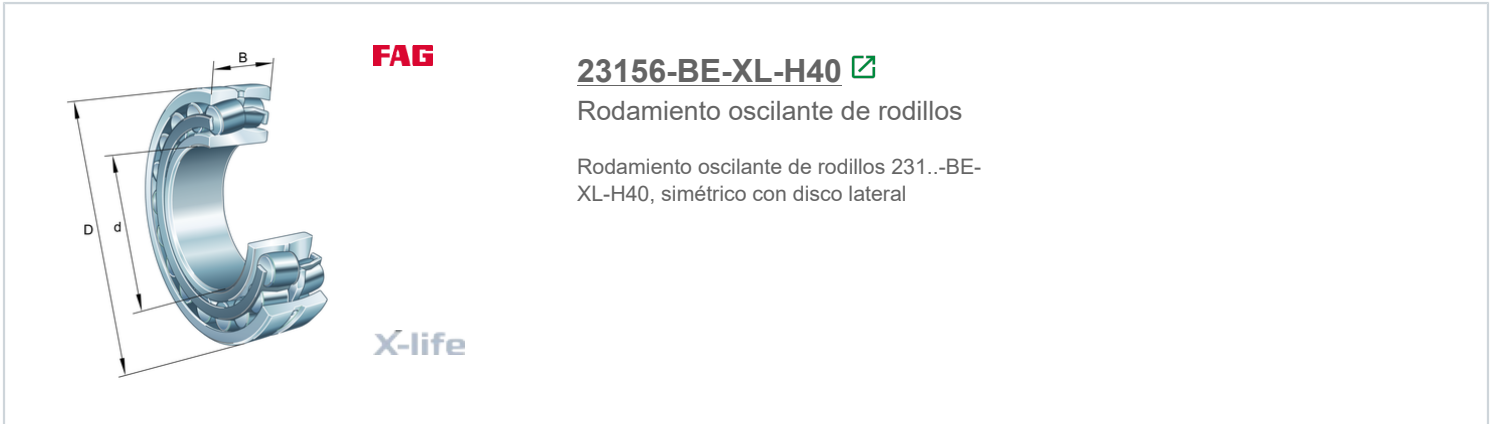 FAG
B
23156-BE-XL-H40
Rodamiento oscilante de rodillos
Rodamiento oscilante de rodillos 231..-BE-
XL-H40, simétrico con disco lateral
D
d
X-life